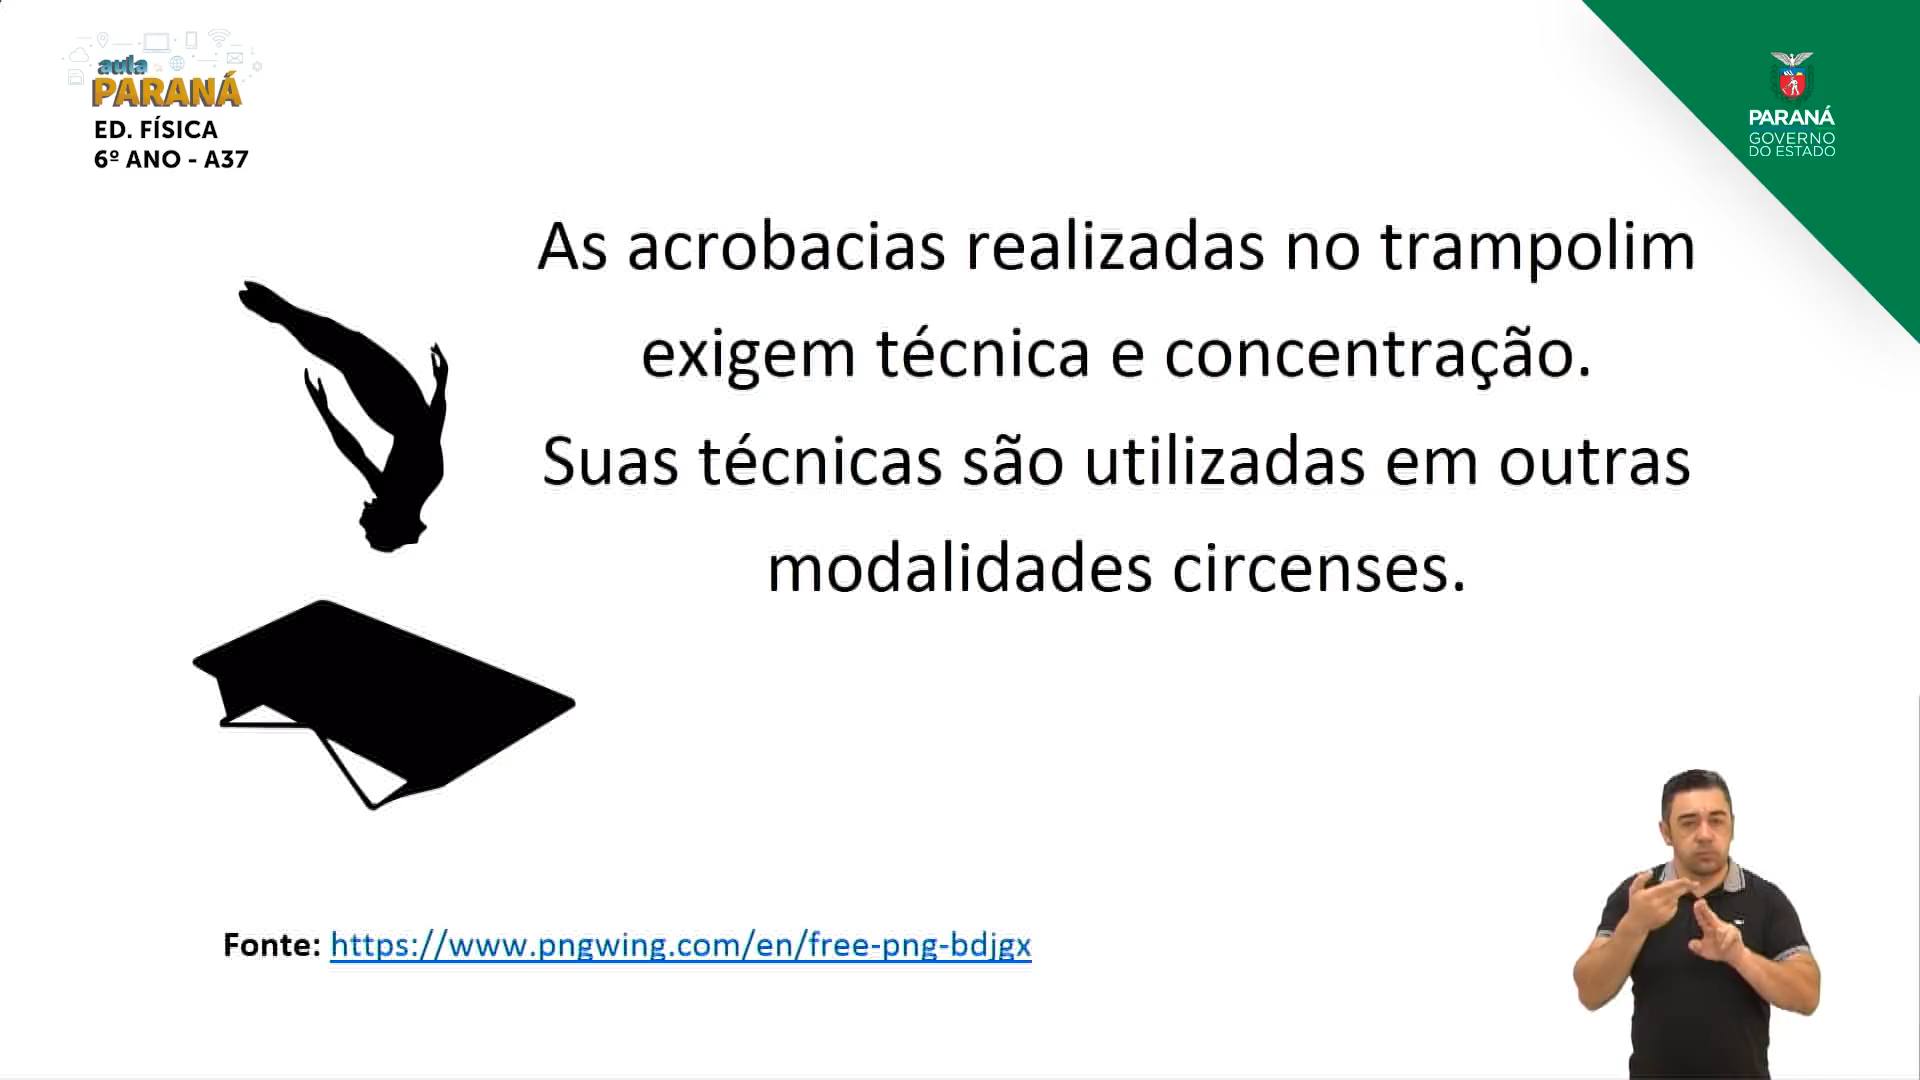 aula
PARANÁ
ED. FÍSICA
6º ANO - A37
PARANÁ
GOVERNO
DO ESTADO
As acrobacias realizadas no trampolim
exigem técnica e concentração.
Suas técnicas são utilizadas em outras
modalidades circenses.
Fonte: https://www.pngwing.com/en/free-png-bdjgx